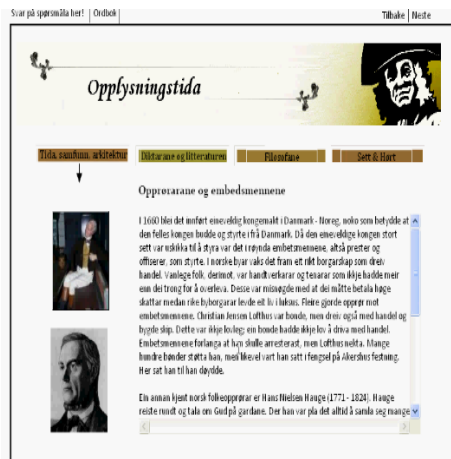 Svar på spørsmåla her! Ordbok Tilbake Neste
Opplysningstida
Tida, samfunn, arkitektur Diktarane og litteraturen Filosofane Sett & Hørt
Opprørarane og embedsmennene
I 1660 blei det innført eineveldig kongemakt i Danmark - Noreg, noko som betydde at
den felles kongen budde og styrte i frå Danmark. Då den eineveldige kongen stort
sett var uskikka til å styra var det i røynda embetsmennene, altså prester og
offiserer, som styrte. I norske byar vaks det fram eit rikt borgarskap som dreiv
handel. Vanlege folk, derimot, var handtverkarar og tenarar som ikkje hadde meir
enn dei trong for å overleva. Desse var misnøgde med at dei måtte betala høge
skattar medan rike byborgarar levde eit liv i luksus. Fleire gjorde opprør mot
embetsmennene. Christian Jensen Lofthus var bonde, men dreiv også med handel og
bygde skip. Dette var ikkje lovleg; ein bonde hadde ikkje lov å driva med handel.
Embetsmennene forlanga at han skulle arresterast, men Lofthus nekta. Mange
hundre bønder støtta han, men likevel vart han satt i fengsel på Akershus festning.
Her sat han til han døydde.
Ein annan kjent norsk folkeopprørar er Hans Nielsen Hauge (1771 - 1824). Hauge
reiste rundt og tala om Gud på gardane. Der han var pla det alltid å samla seg mange